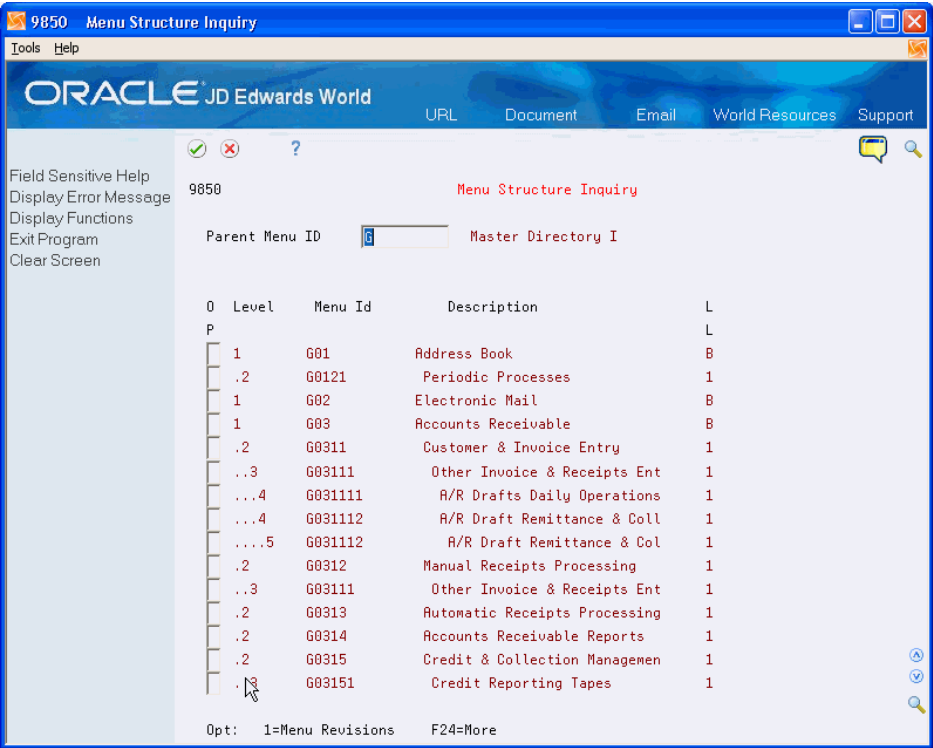 9850 Menu Structure Inquiry
Tools Help
ORACLE JD Edwards World
URL Document Email World Resources Support
?
Field Sensitive Help
Display Error Message
Display Functions
Exit Program
Clear Screen
9850 Menu Structure Inquiry
Parent Menu ID G Master Directory I
O Level Menu Id Description L
P L
1 G01 Address Book B
.2 G0121 Periodic Processes 1
1 G02 Electronic Mail B
1 G03 Accounts Receivable B
.2 G0311 Customer & Invoice Entry 1
..3 G03111 Other Invoice & Receipts Ent 1
...4 G031111 A/R Drafts Daily Operations 1
...4 G031112 A/R Draft Remittance & Coll 1
....5 G031112 A/R Draft Remittance & Col 1
.2 G0312 Manual Receipts Processing 1
..3 G03111 Other Invoice & Receipts Ent 1
.2 G0313 Automatic Receipts Processing 1
.2 G0314 Accounts Receivable Reports 1
.2 G0315 Credit & Collection Managemen 1
..3 G03151 Credit Reporting Tapes 1
Opt: 1=Menu Revisions F24=More